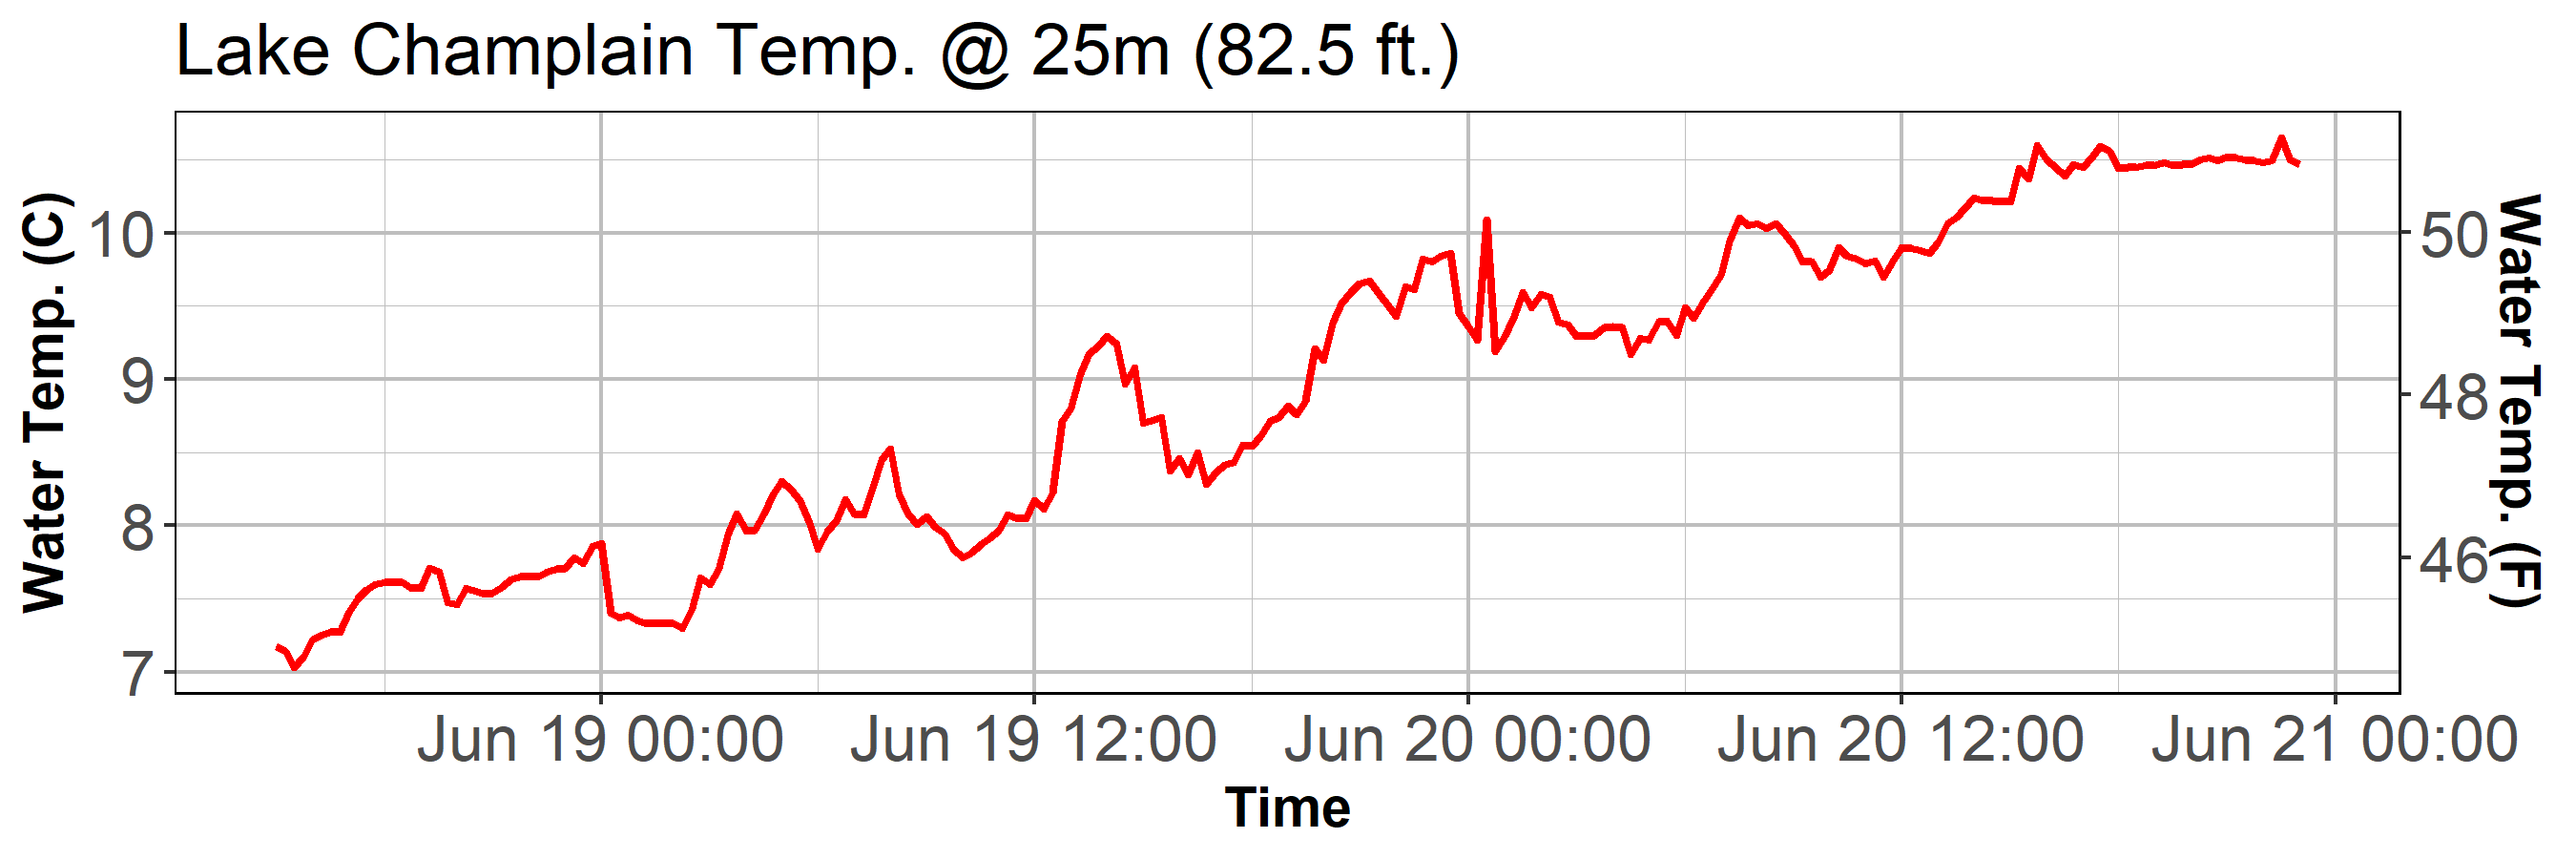 Lake Champlain Temp. @ 25m (82.5 ft.)
Water Temp. (C)
10
9
8
7
50
48
46
Water Temp. (F)
Jun 19 00:00 Jun 19 12:00 Jun 20 00:00 Jun 20 12:00 Jun 21 00:00
Time